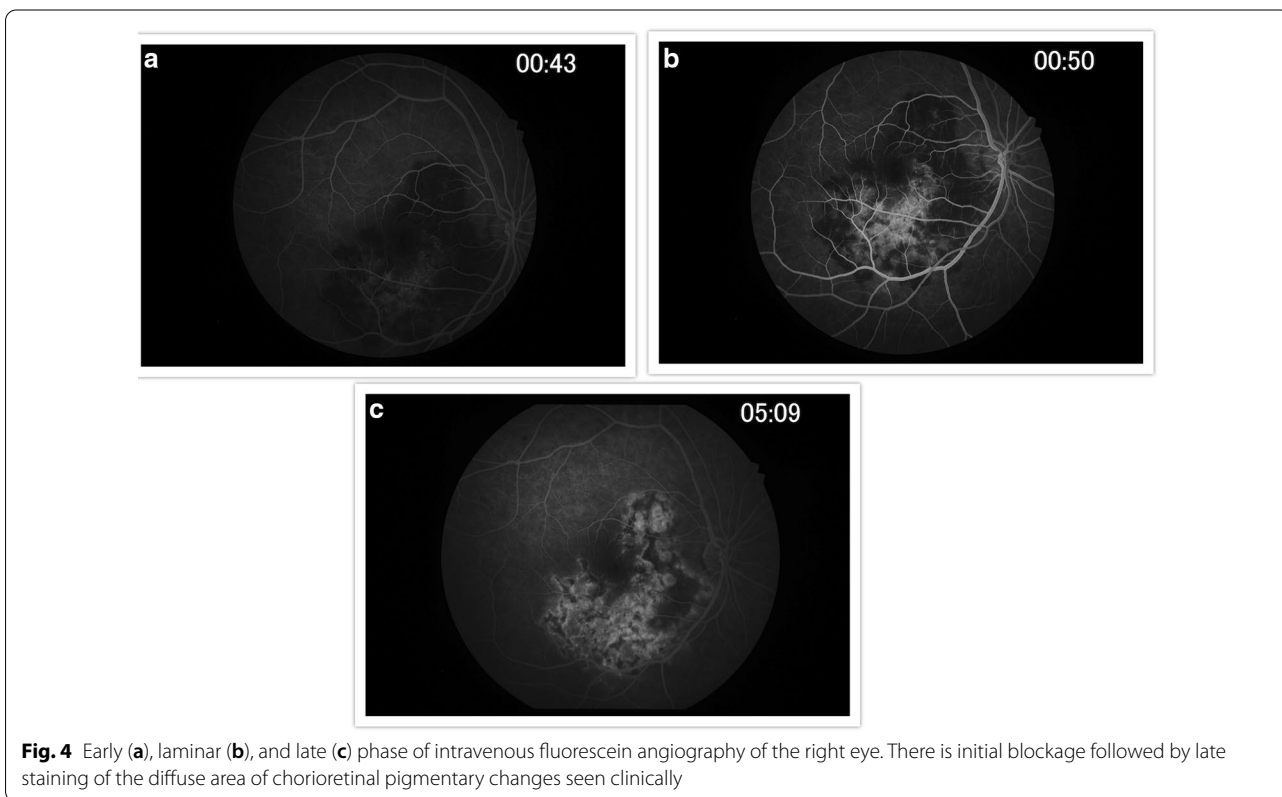 a
00:43
b
00:50
c
05:09
Fig. 4 Early (a), laminar (b), and late (c) phase of intravenous fluorescein angiography of the right eye. There is initial blockage followed by late
staining of the diffuse area of chorioretinal pigmentary changes seen clinically